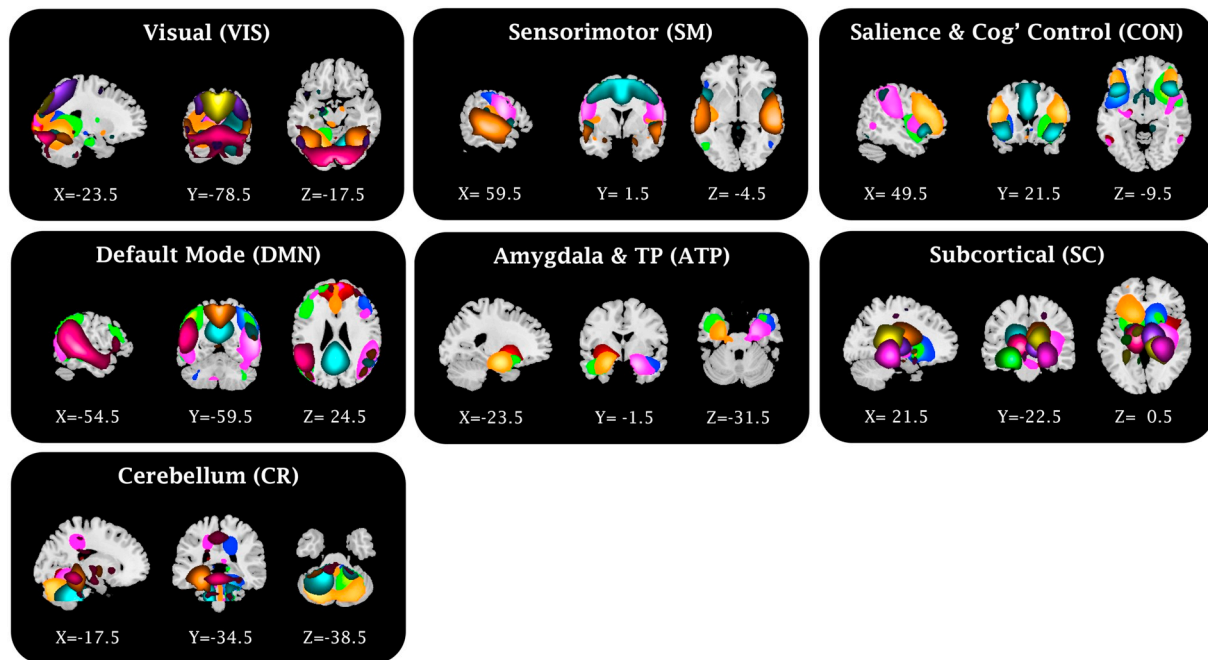 Visual (VIS)
X=-23.5 Y=-78.5 Z=-17.5
Sensorimotor (SM)
X= 59.5 Y= 1.5 Z= -4.5
Salience & Cog' Control (CON)
X= 49.5 Y= 21.5 Z= -9.5
Default Mode (DMN)
X=-54.5 Y=-59.5 Z= 24.5
Amygdala & TP (ATP)
X=-23.5 Y= -1.5 Z=-31.5
Subcortical (SC)
X= 21.5 Y=-22.5 Z= 0.5
Cerebellum (CR)
X=-17.5 Y=-34.5 Z=-38.5